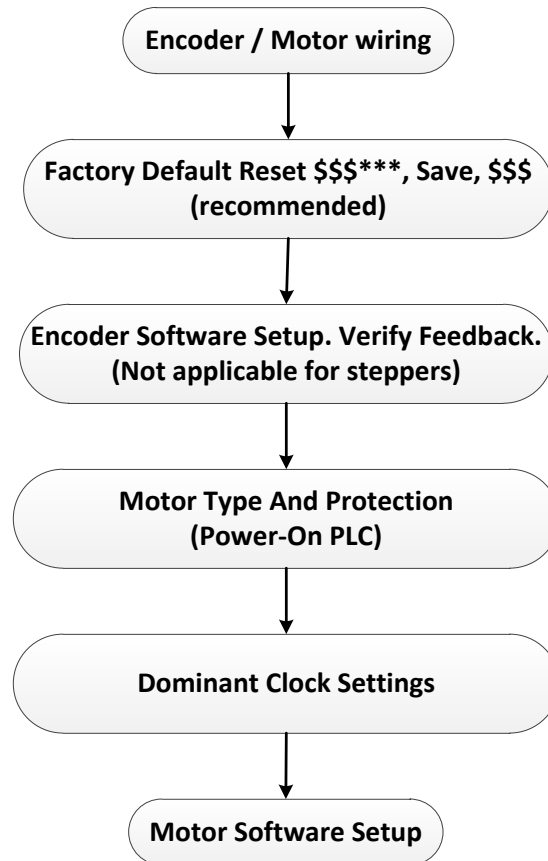 Encoder / Motor wiring
Factory Default Reset $$$***, Save, $$$
(recommended)
Encoder Software Setup. Verify Feedback.
(Not applicable for steppers)
Motor Type And Protection
(Power-On PLC)
Dominant Clock Settings
Motor Software Setup